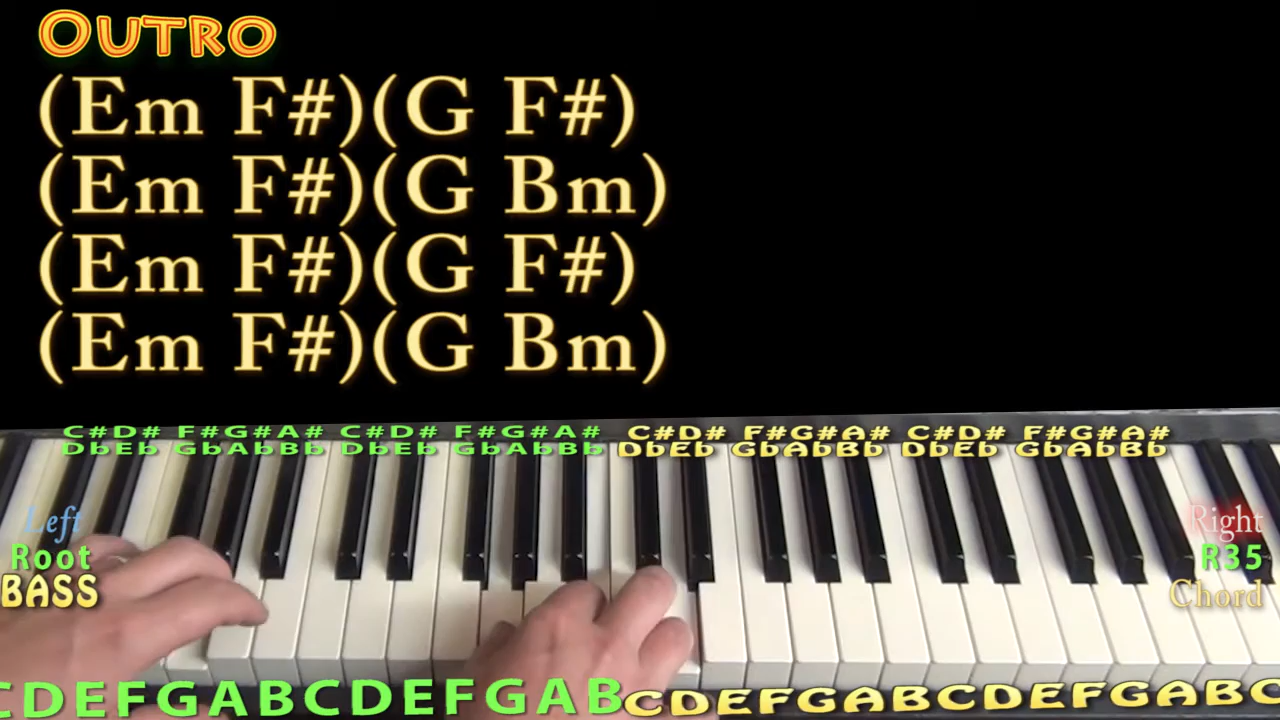 OUTRO
(Em F#)(G F#)
(Em F#)(G Bm)
(Em F#)(G F#)
(Em F#)(G Bm)
C#D# F#G#A# C#D# F#G#A# C#D# F#G#A# C#D# F#G#A#
DbEb GbAbBb DbEb GbAbBb DbEb GbAbBb DbEb GbAbBb
Left
Root
BASS
Right
R35
Chord
CDEFGABCDEFGABCDEFGABCDEFGABC